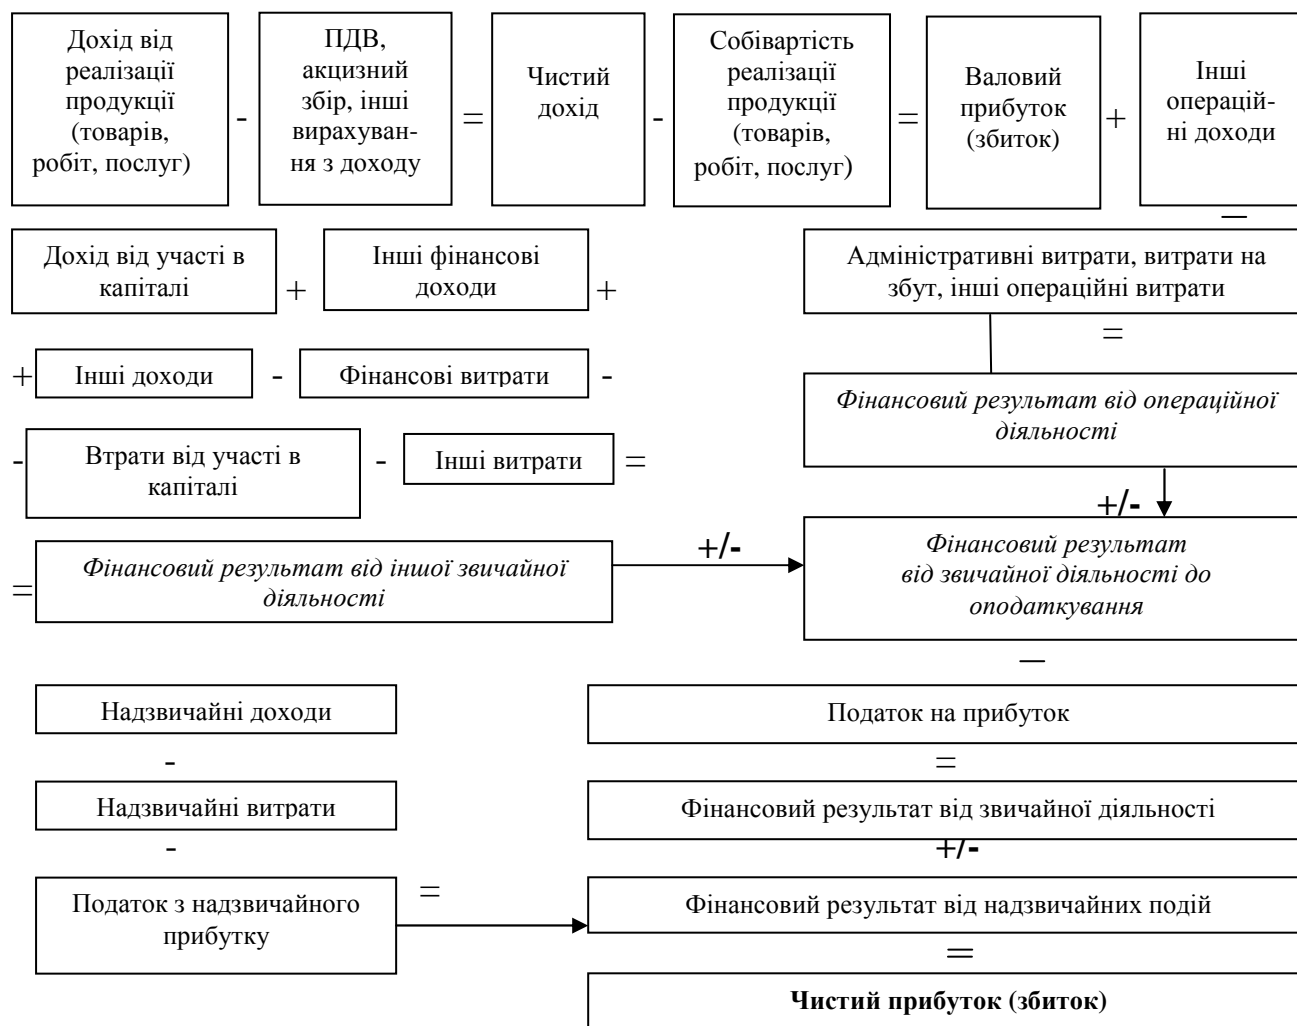 Дохід від
реалізації
продукції
(товарів,
робіт, послуг)
-
ПДВ,
акцизний
збір, інші
вирахуван-
ня з доходу
=
Чистий
дохід
-
Собівартість
реалізації
продукції
(товарів,
робіт, послуг)
=
Валовий
прибуток
(збиток)
+
Інші
операцій-
ні доходи
—
Дохід від участі в
капіталі
+
Інші фінансові
доходи
+
Адміністративні витрати, витрати на
збут, інші операційні витрати
=
+
Інші доходи
-
Фінансові витрати
-
Фінансовий результат від операційної
діяльності
-
Втрати від участі в
капіталі
-
Інші витрати
=
+/-
=
Фінансовий результат від іншої звичайної
діяльності
+/-
Фінансовий результат
від звичайної діяльності до
оподаткування
—
Надзвичайні доходи
Податок на прибуток
-
=
Надзвичайні витрати
Фінансовий результат від звичайної діяльності
-
+/-
Податок з надзвичайного
прибутку
=
Фінансовий результат від надзвичайних подій
=
Чистий прибуток (збиток)